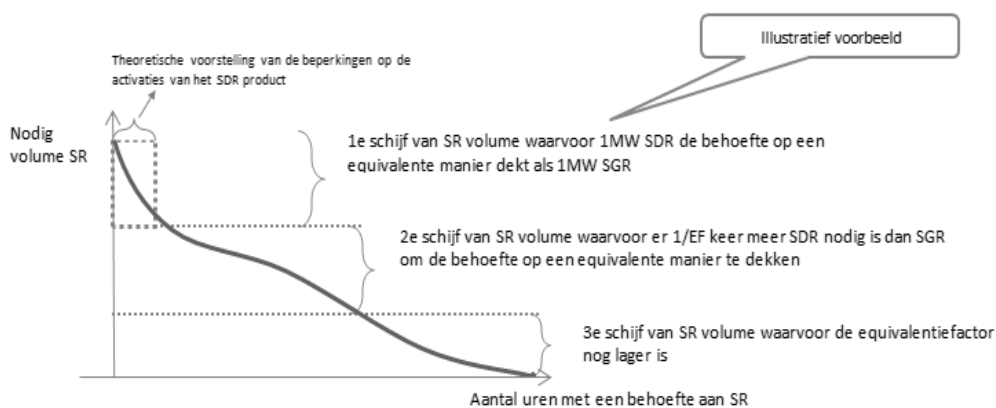 Illustratief voorbeeld
Theoretische voorstelling van de beperkingen op de
activaties van het SDR product
Nodig
volume SR
1e schijf van SR volume waarvoor 1MW SDR de behoefte op een
equivalente manier dekt als 1MW SGR
2e schijf van SR volume waarvoor er 1/EF keer meer SDR nodig is dan SGR
om de behoefte op een equivalente manier te dekken
3e schijf van SR volume waarvoor de equivalentiefactor
nog lager is
Aantal uren met een behoefte aan SR